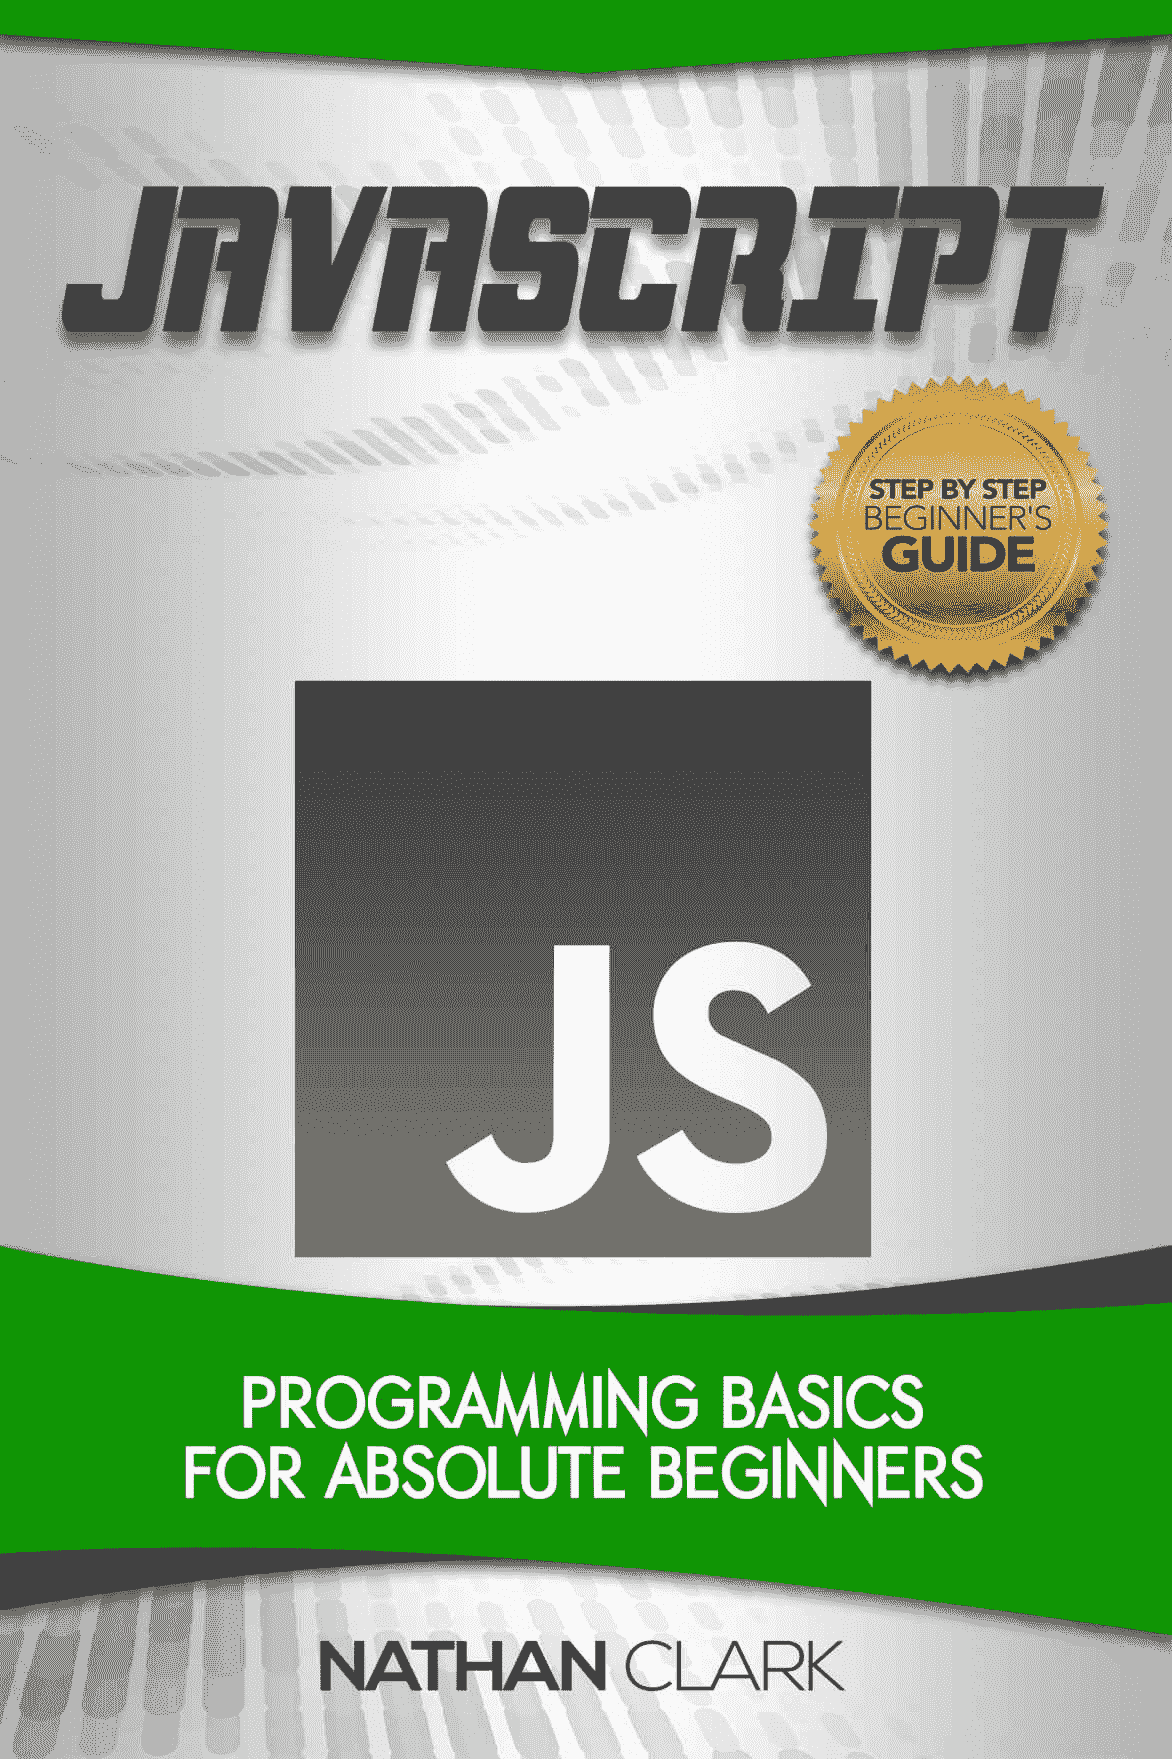 JAVASCRIPT
STEP BY STEP
BEGINNER'S
GUIDE
JS
PROGRAMMING BASICS
FOR ABSOLUTE BEGINNERS
NATHAN CLARK